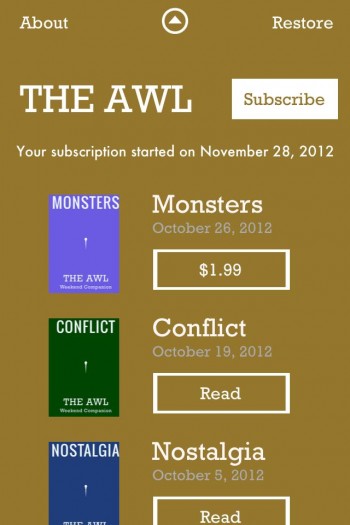 About
Restore
THE AWL
Subscribe
Your subscription started on November 28, 2012
MONSTERS
THE AWL
Weekend Companion
Monsters
October 26, 2012
$1.99
CONFLICT
THE AWL
Weekend Companion
Conflict
October 19, 2012
Read
NOSTALGIA
THE AWL
Nostalgia
October 5, 2012
Read